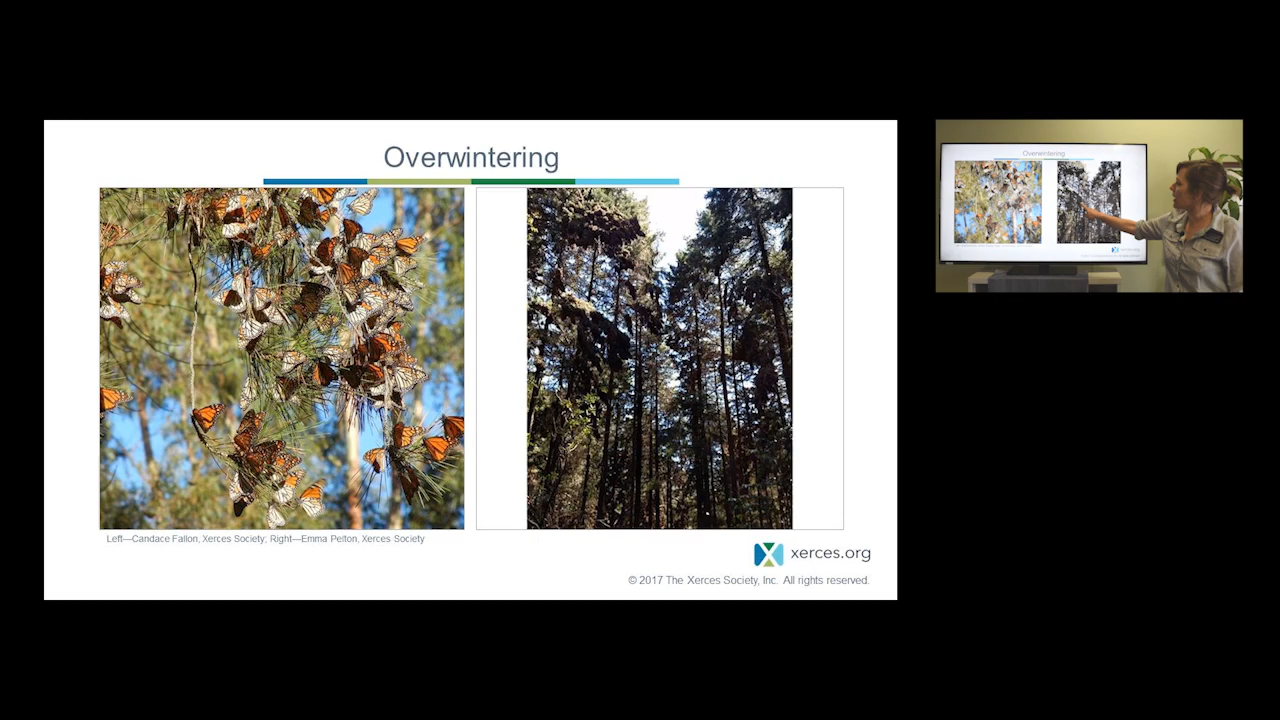 Overwintering
Left—Candace Fallon, Xerces Society; Right—Emma Pelton, Xerces Society
xerces.org
© 2017 The Xerces Society, Inc. All rights reserved.
Overwintering